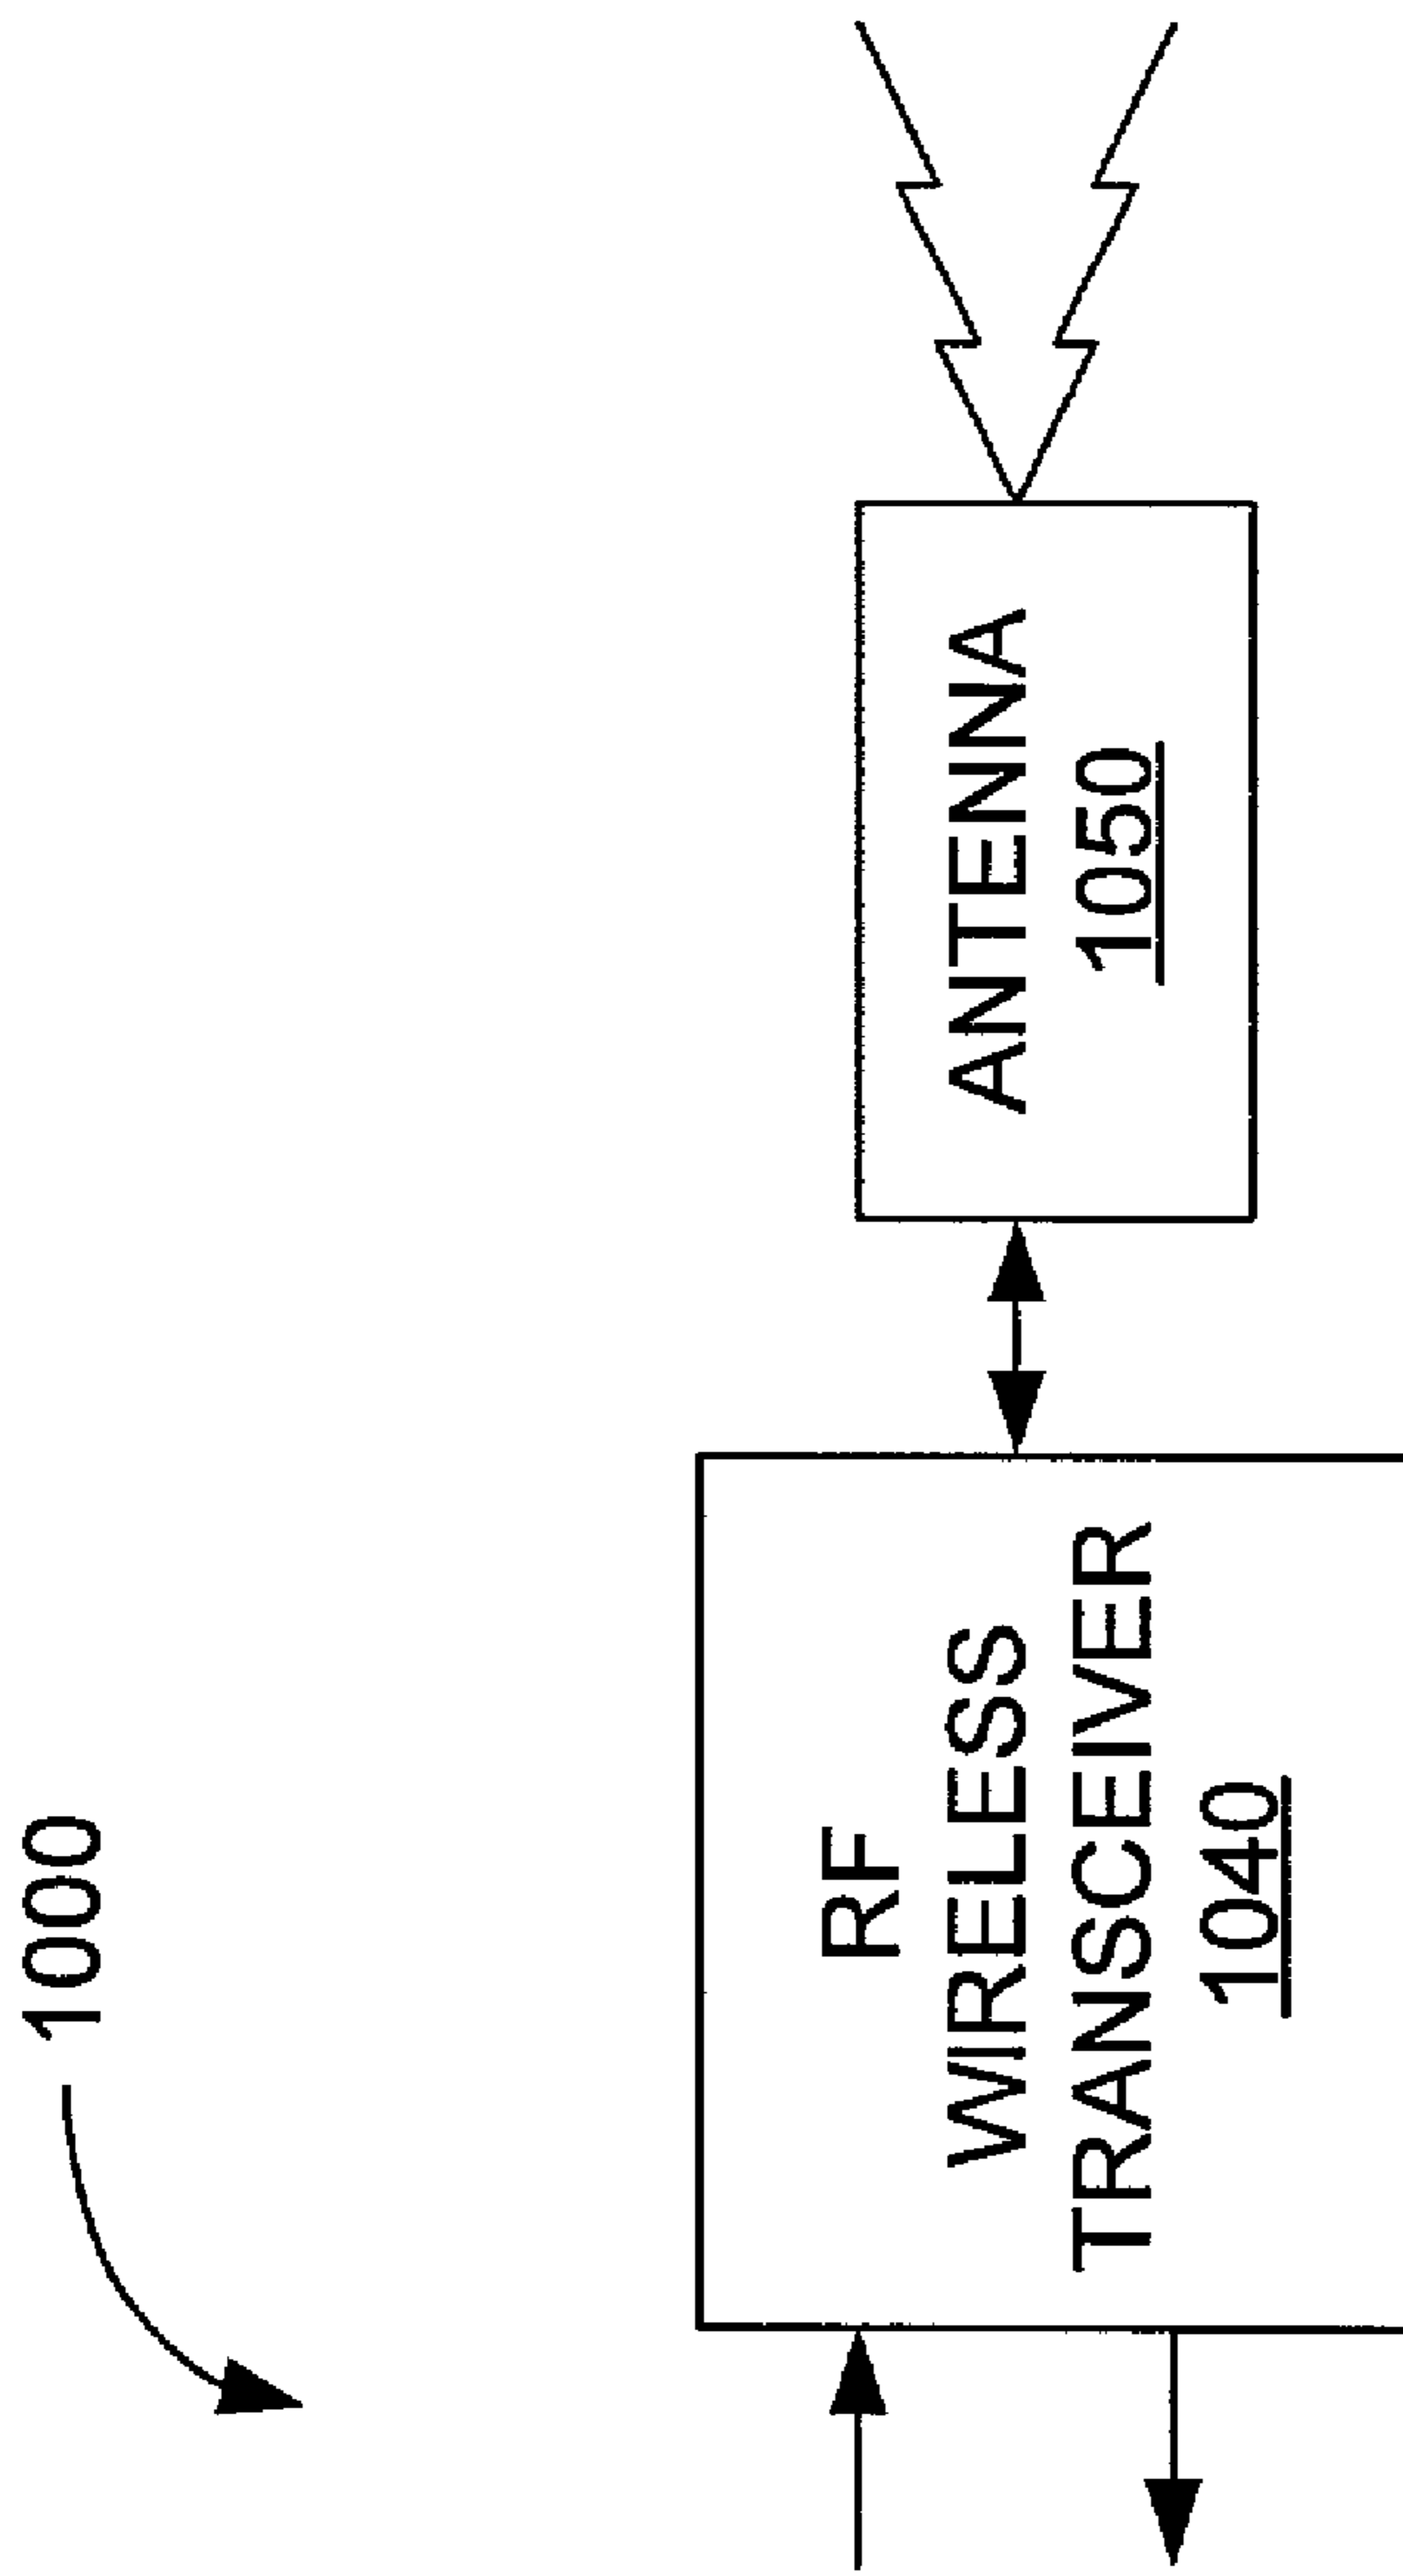 1000
RF
WIRELESS
TRANSCEIVER
1040
ANTENNA
1050